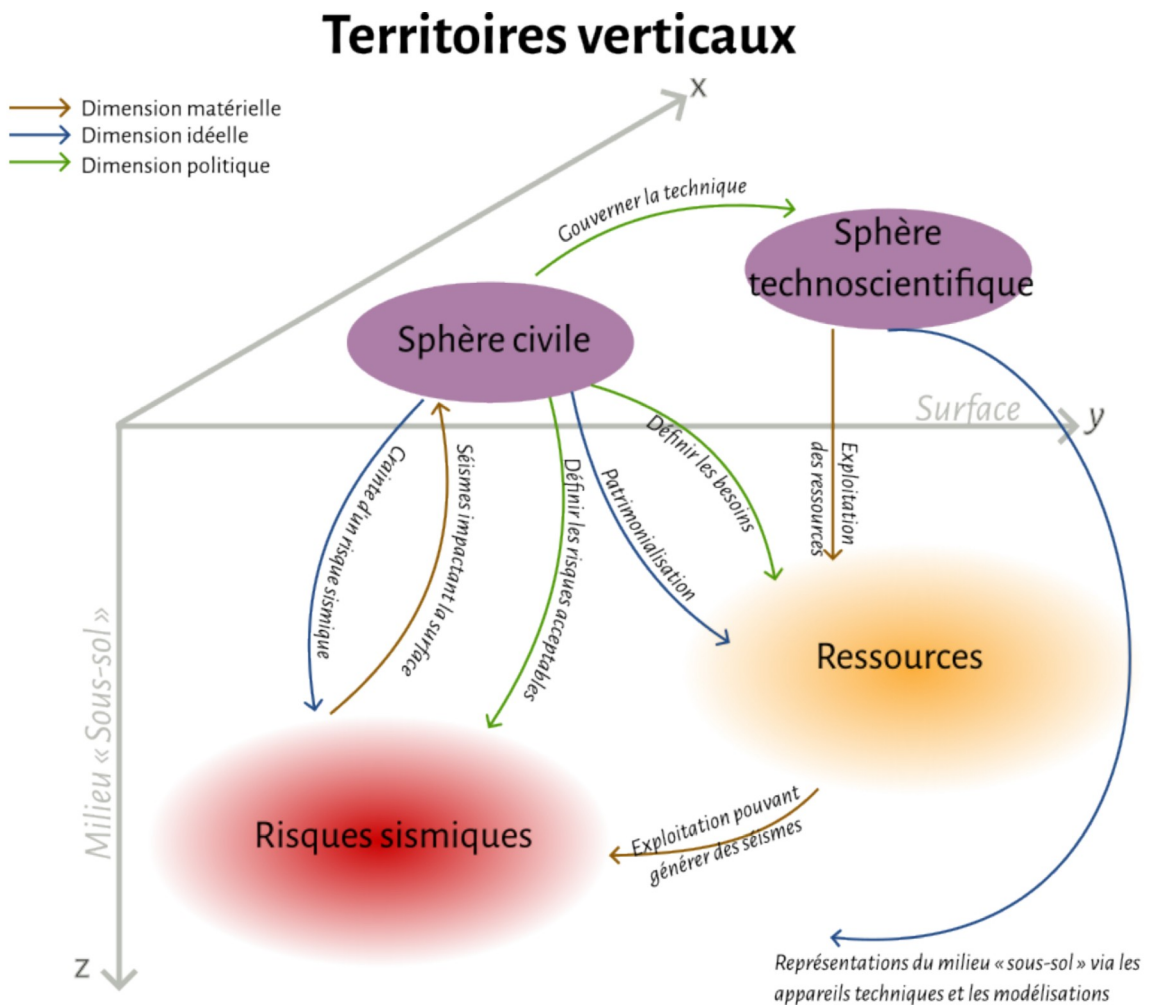 Territoires verticaux
x
Dimension matérielle
Dimension idéelle
Dimension politique
Gouverner la technique
Sphère
technoscientifique
Sphère civile
Surface
y
Crainte d'un risque sismique
Séismes impactant la surface
Définir les risques acceptables
Patrimonialisation
Définir les besoins
Exploitation
des ressources
Milieu « Sous-sol »
Ressources
Risques sismiques
Exploitation pouvant
générer des séismes
z
Représentations du milieu « sous-sol » via les
appareils techniques et les modélisations